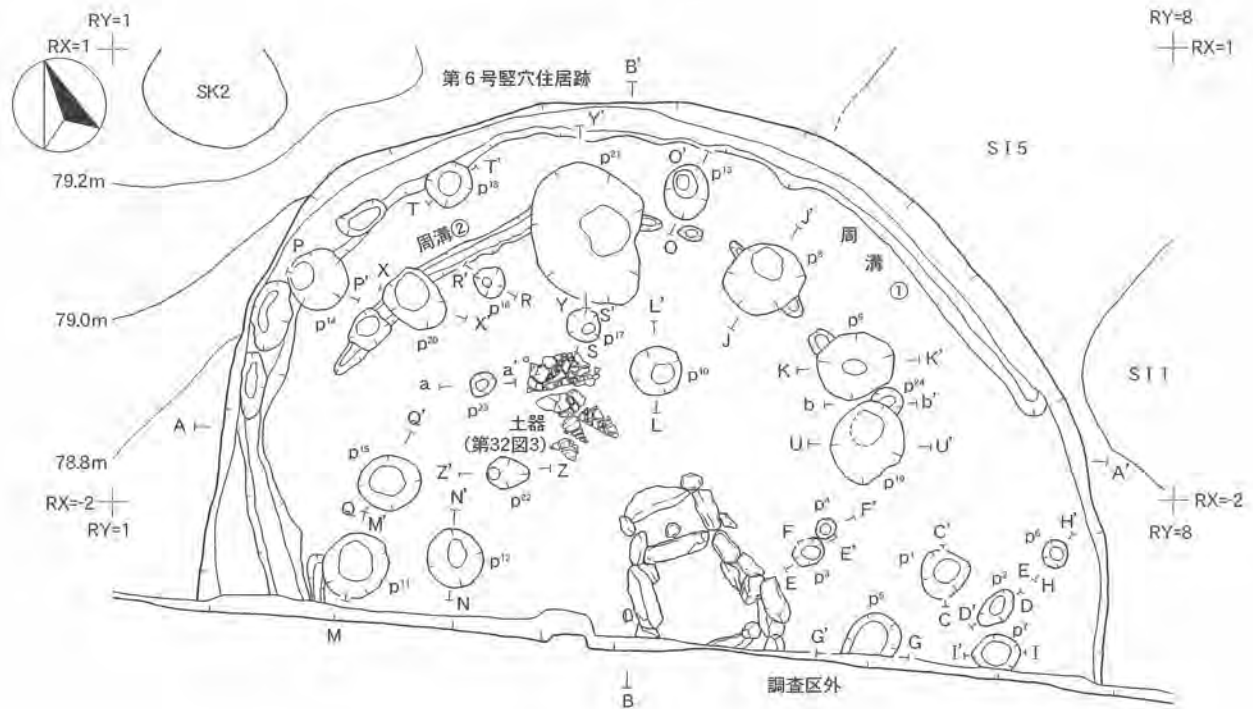 RY=1
RX=1
SK2
第6号竪穴住居跡
B'
RY=8
RX=1
SI5
79.2m
Y'
p21
O'
p13
T'
p18
T
O
周溝②
J'
p8
周溝①
P
X
R'
R
p16
P'
p14
X'
p20
Y
S'
p17
L'
J
79.0m
S
p9
K
K'
SI1
a
a'
p23
p10
L
p24
b
b'
A
Q'
土器
(第32図3)
U
U'
78.8m
p15
Z'
Z
p22
p19
A'
RX=-2
RY=1
Q
M'
N'
RX=-2
RY=8
p4
F'
F
C'
H'
p6
p11
p12
E'
E
p3
p1
p2
E
H
D
C
D'
N
p5
p7
M
G'
G
I'
I
B
調査区外